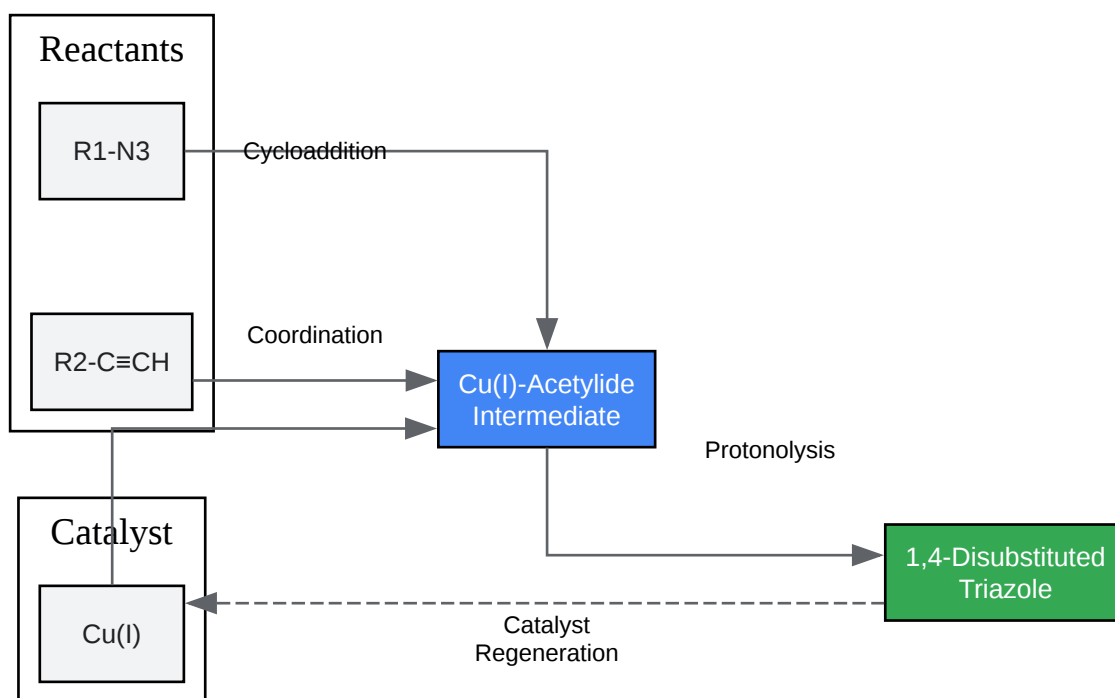 Reactants
R1-N3
Cycloaddition
R2-C≡CH
Coordination
Cu(I)-Acetylide
Intermediate
Protonolysis
Catalyst
Cu(I)
1,4-Disubstituted
Triazole
Catalyst
Regeneration